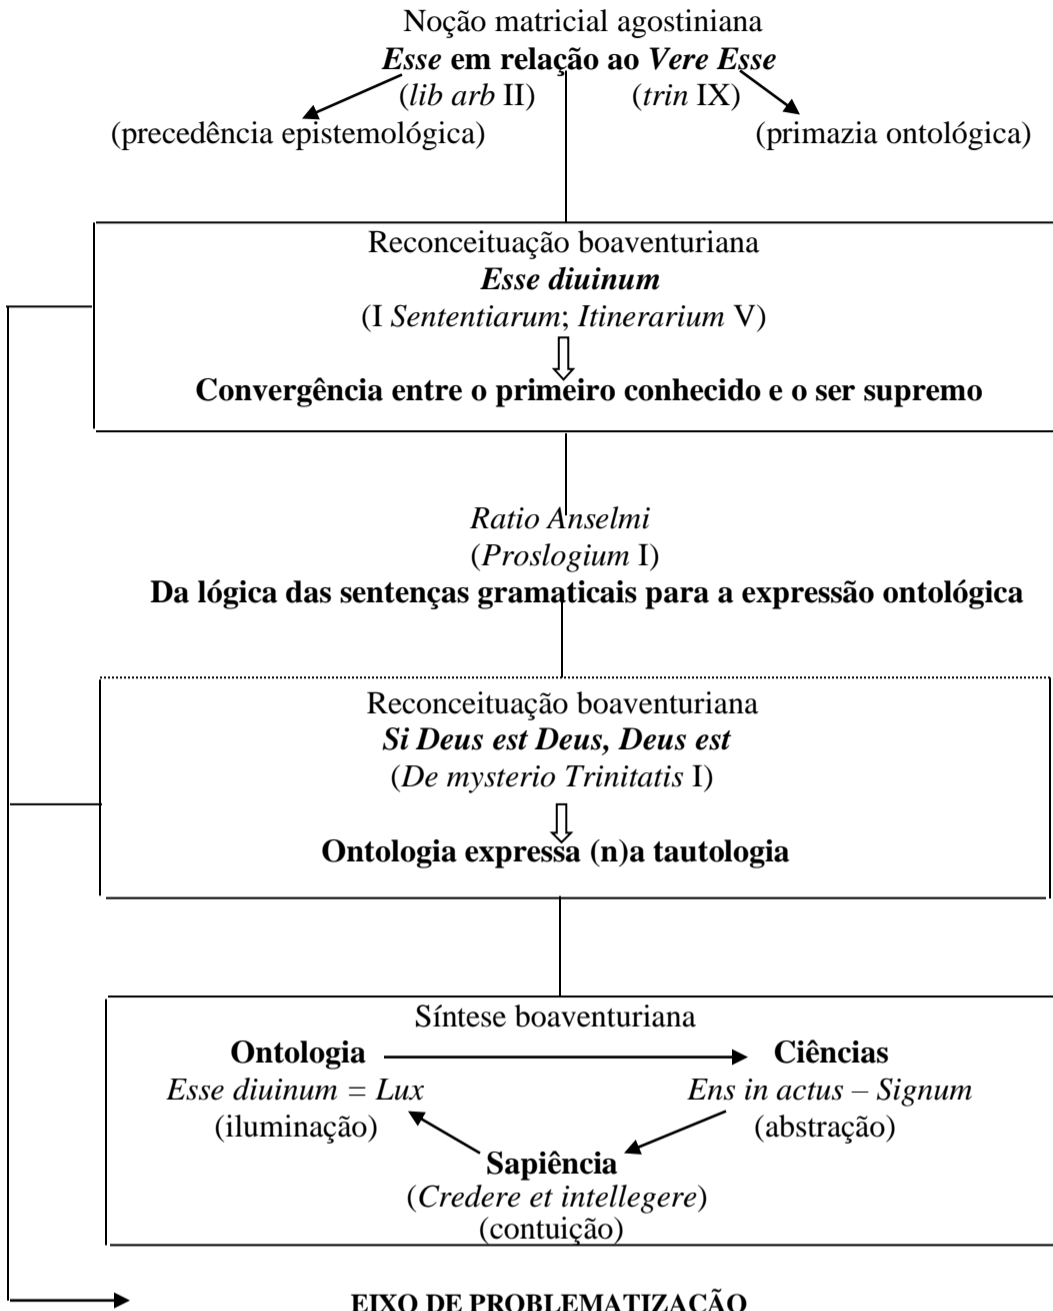 Noção matricial agostiniana
Esse em relação ao Vere Esse
(lib arb II) (trin IX)
(precedência epistemológica) (primazia ontológica)
Reconceituação boaventuriana
Esse diuinum
(I Sententiarum; Itinerarium V)
Convergência entre o primeiro conhecido e o ser supremo
Ratio Anselmi
(Proslogium I)
Da lógica das sentenças gramaticais para a expressão ontológica
Reconceituação boaventuriana
Si Deus est Deus, Deus est
(De mysterio Trinitatis I)
Ontologia expressa (n)a tautologia
Síntese boaventuriana
Ontologia Ciências
Esse diuinum = Lux Ens in actus – Signum
(iluminação) (abstração)
Sapiência
(Credere et intellegere)
(contuição)
EIXO DE PROBLEMATIZAÇÃO